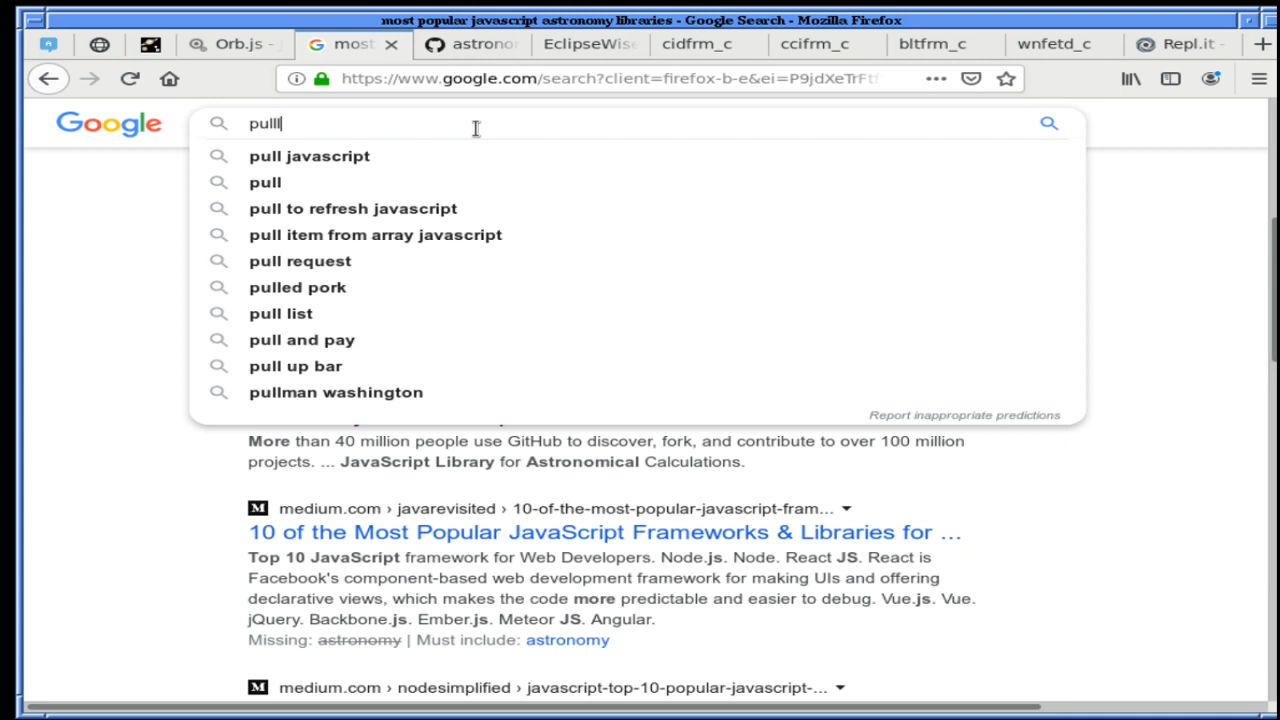 most popular javascript astronomy libraries - Google Search - Mozilla Firefox
Orb.js -
most
astronor
EclipseWise
cidfrm_c
ccifrm_c
bltfrm_c
wnfetd_c
Repl.it -
https://www.google.com/search?client=firefox-b-e&ei=P9jdXeTrFtf
Google
pulll
pull javascript
pull
pull to refresh javascript
pull item from array javascript
pull request
pulled pork
pull list
pull and pay
pull up bar
pullman washington
Report inappropriate predictions
More than 40 million people use GitHub to discover, fork, and contribute to over 100 million
projects. ... JavaScript Library for Astronomical Calculations.
M medium.com › javarevisited › 10-of-the-most-popular-javascript-fram...
10 of the Most Popular JavaScript Frameworks & Libraries for ...
Top 10 JavaScript framework for Web Developers. Node.js. Node. React JS. React is
Facebook's component-based web development framework for making UIs and offering
declarative views, which makes the code more predictable and easier to debug. Vue.js. Vue.
jQuery. Backbone.js. Ember.js. Meteor JS. Angular.
Missing: astronomy | Must include: astronomy
M medium.com › nodesimplified › javascript-top-10-popular-javascript-...